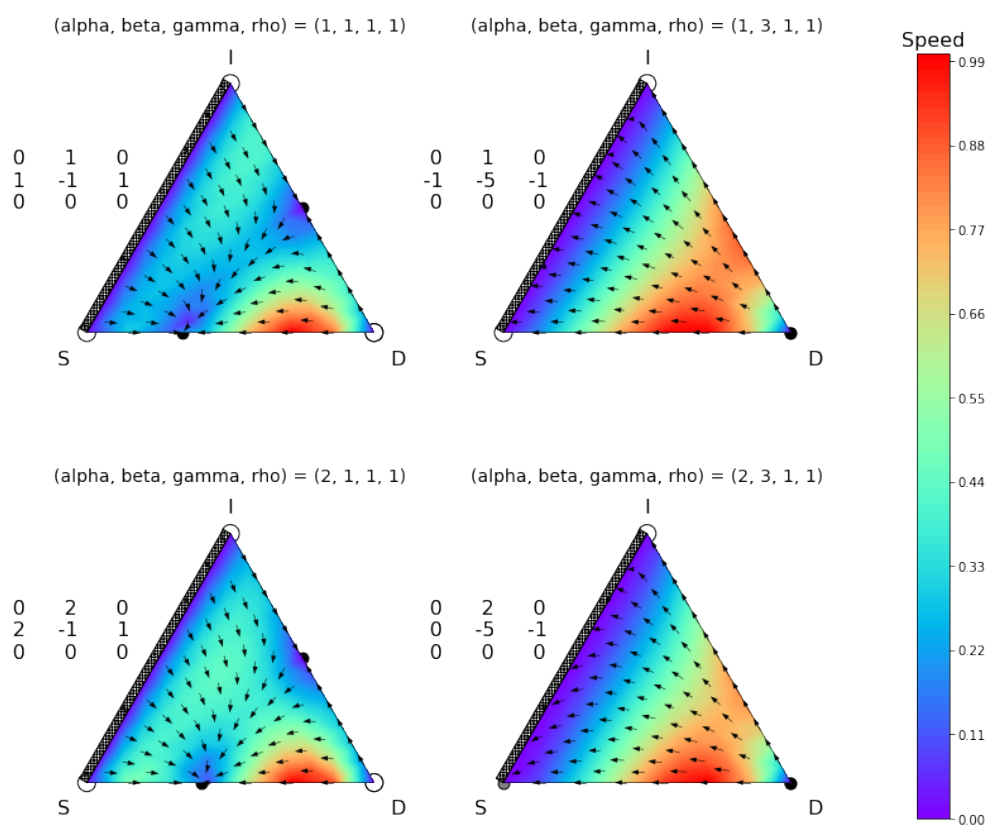 (alpha, beta, gamma, rho) = (1, 1, 1, 1)
(alpha, beta, gamma, rho) = (1, 3, 1, 1)
Speed
I
I
0 1 0
1 -1 1
0 0 0
0 1 0
-1 -5 -1
0 0 0
S
D
S
D
(alpha, beta, gamma, rho) = (2, 1, 1, 1)
(alpha, beta, gamma, rho) = (2, 3, 1, 1)
I
I
0 2 0
2 -1 1
0 0 0
0 2 0
0 -5 -1
0 0 0
S
D
S
D
0.99
0.88
0.77
0.66
0.55
0.44
0.33
0.22
0.11
0.00